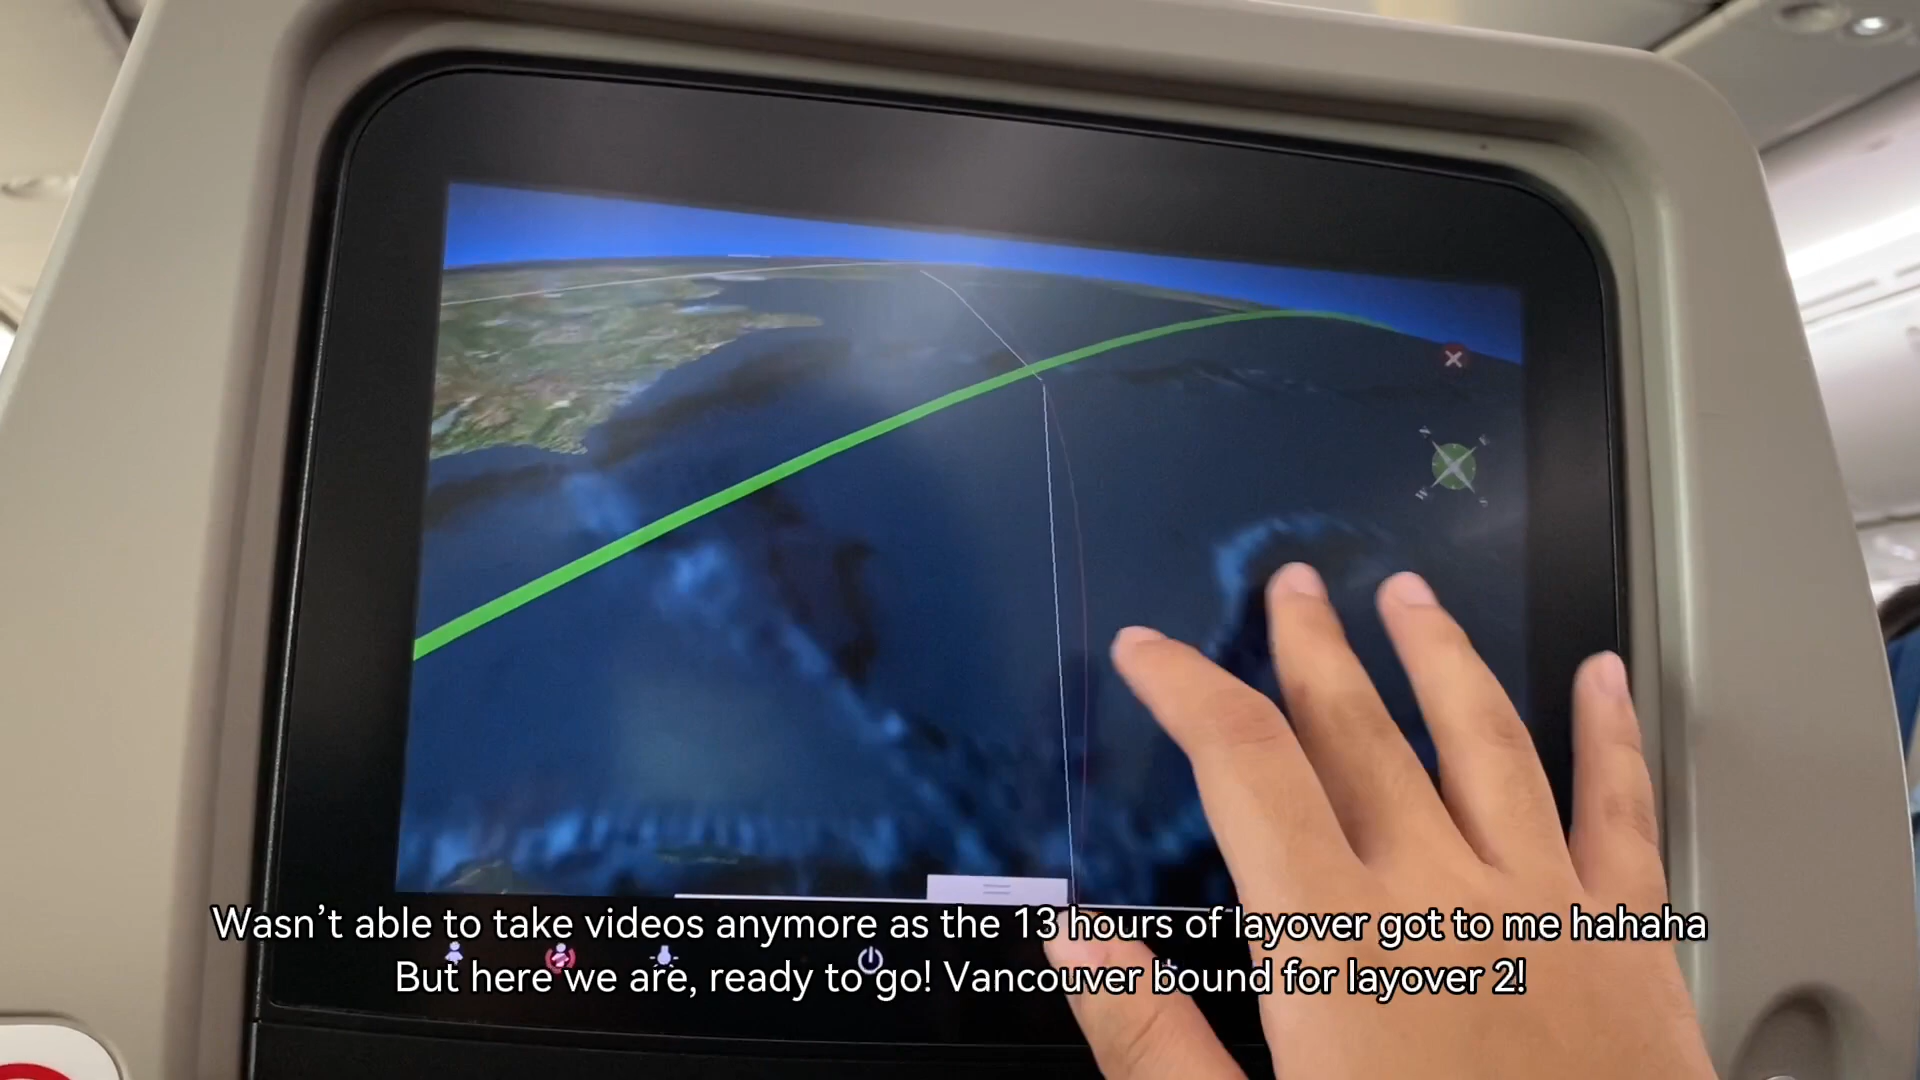 N
E
W
S
Wasn't able to take videos anymore as the 13 hours of layover got to me hahaha
But here we are, ready to go! Vancouver bound for layover 2!